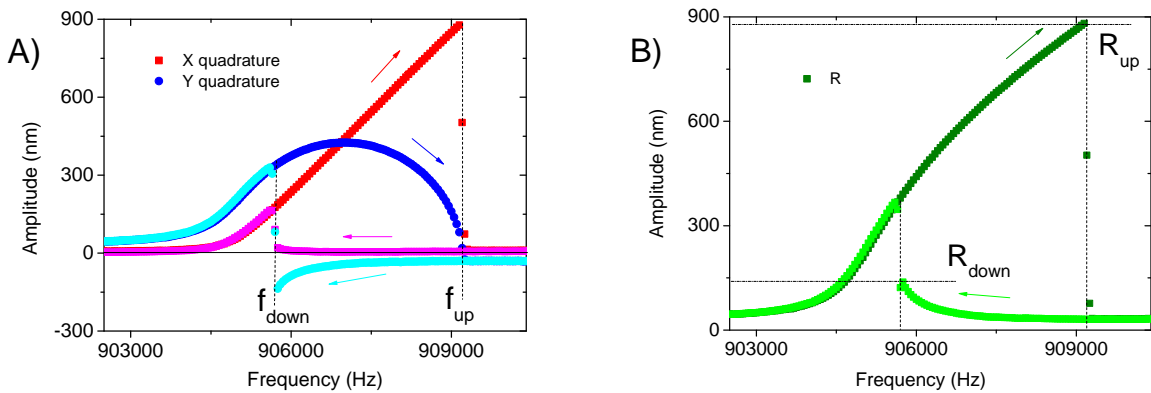 A)
900
600
300
0
-300
Amplitude (nm)
X quadrature
Y quadrature
f down
f up
903000 906000 909000
Frequency (Hz)
B)
900
600
300
0
Amplitude (nm)
R
R up
R down
903000 906000 909000
Frequency (Hz)